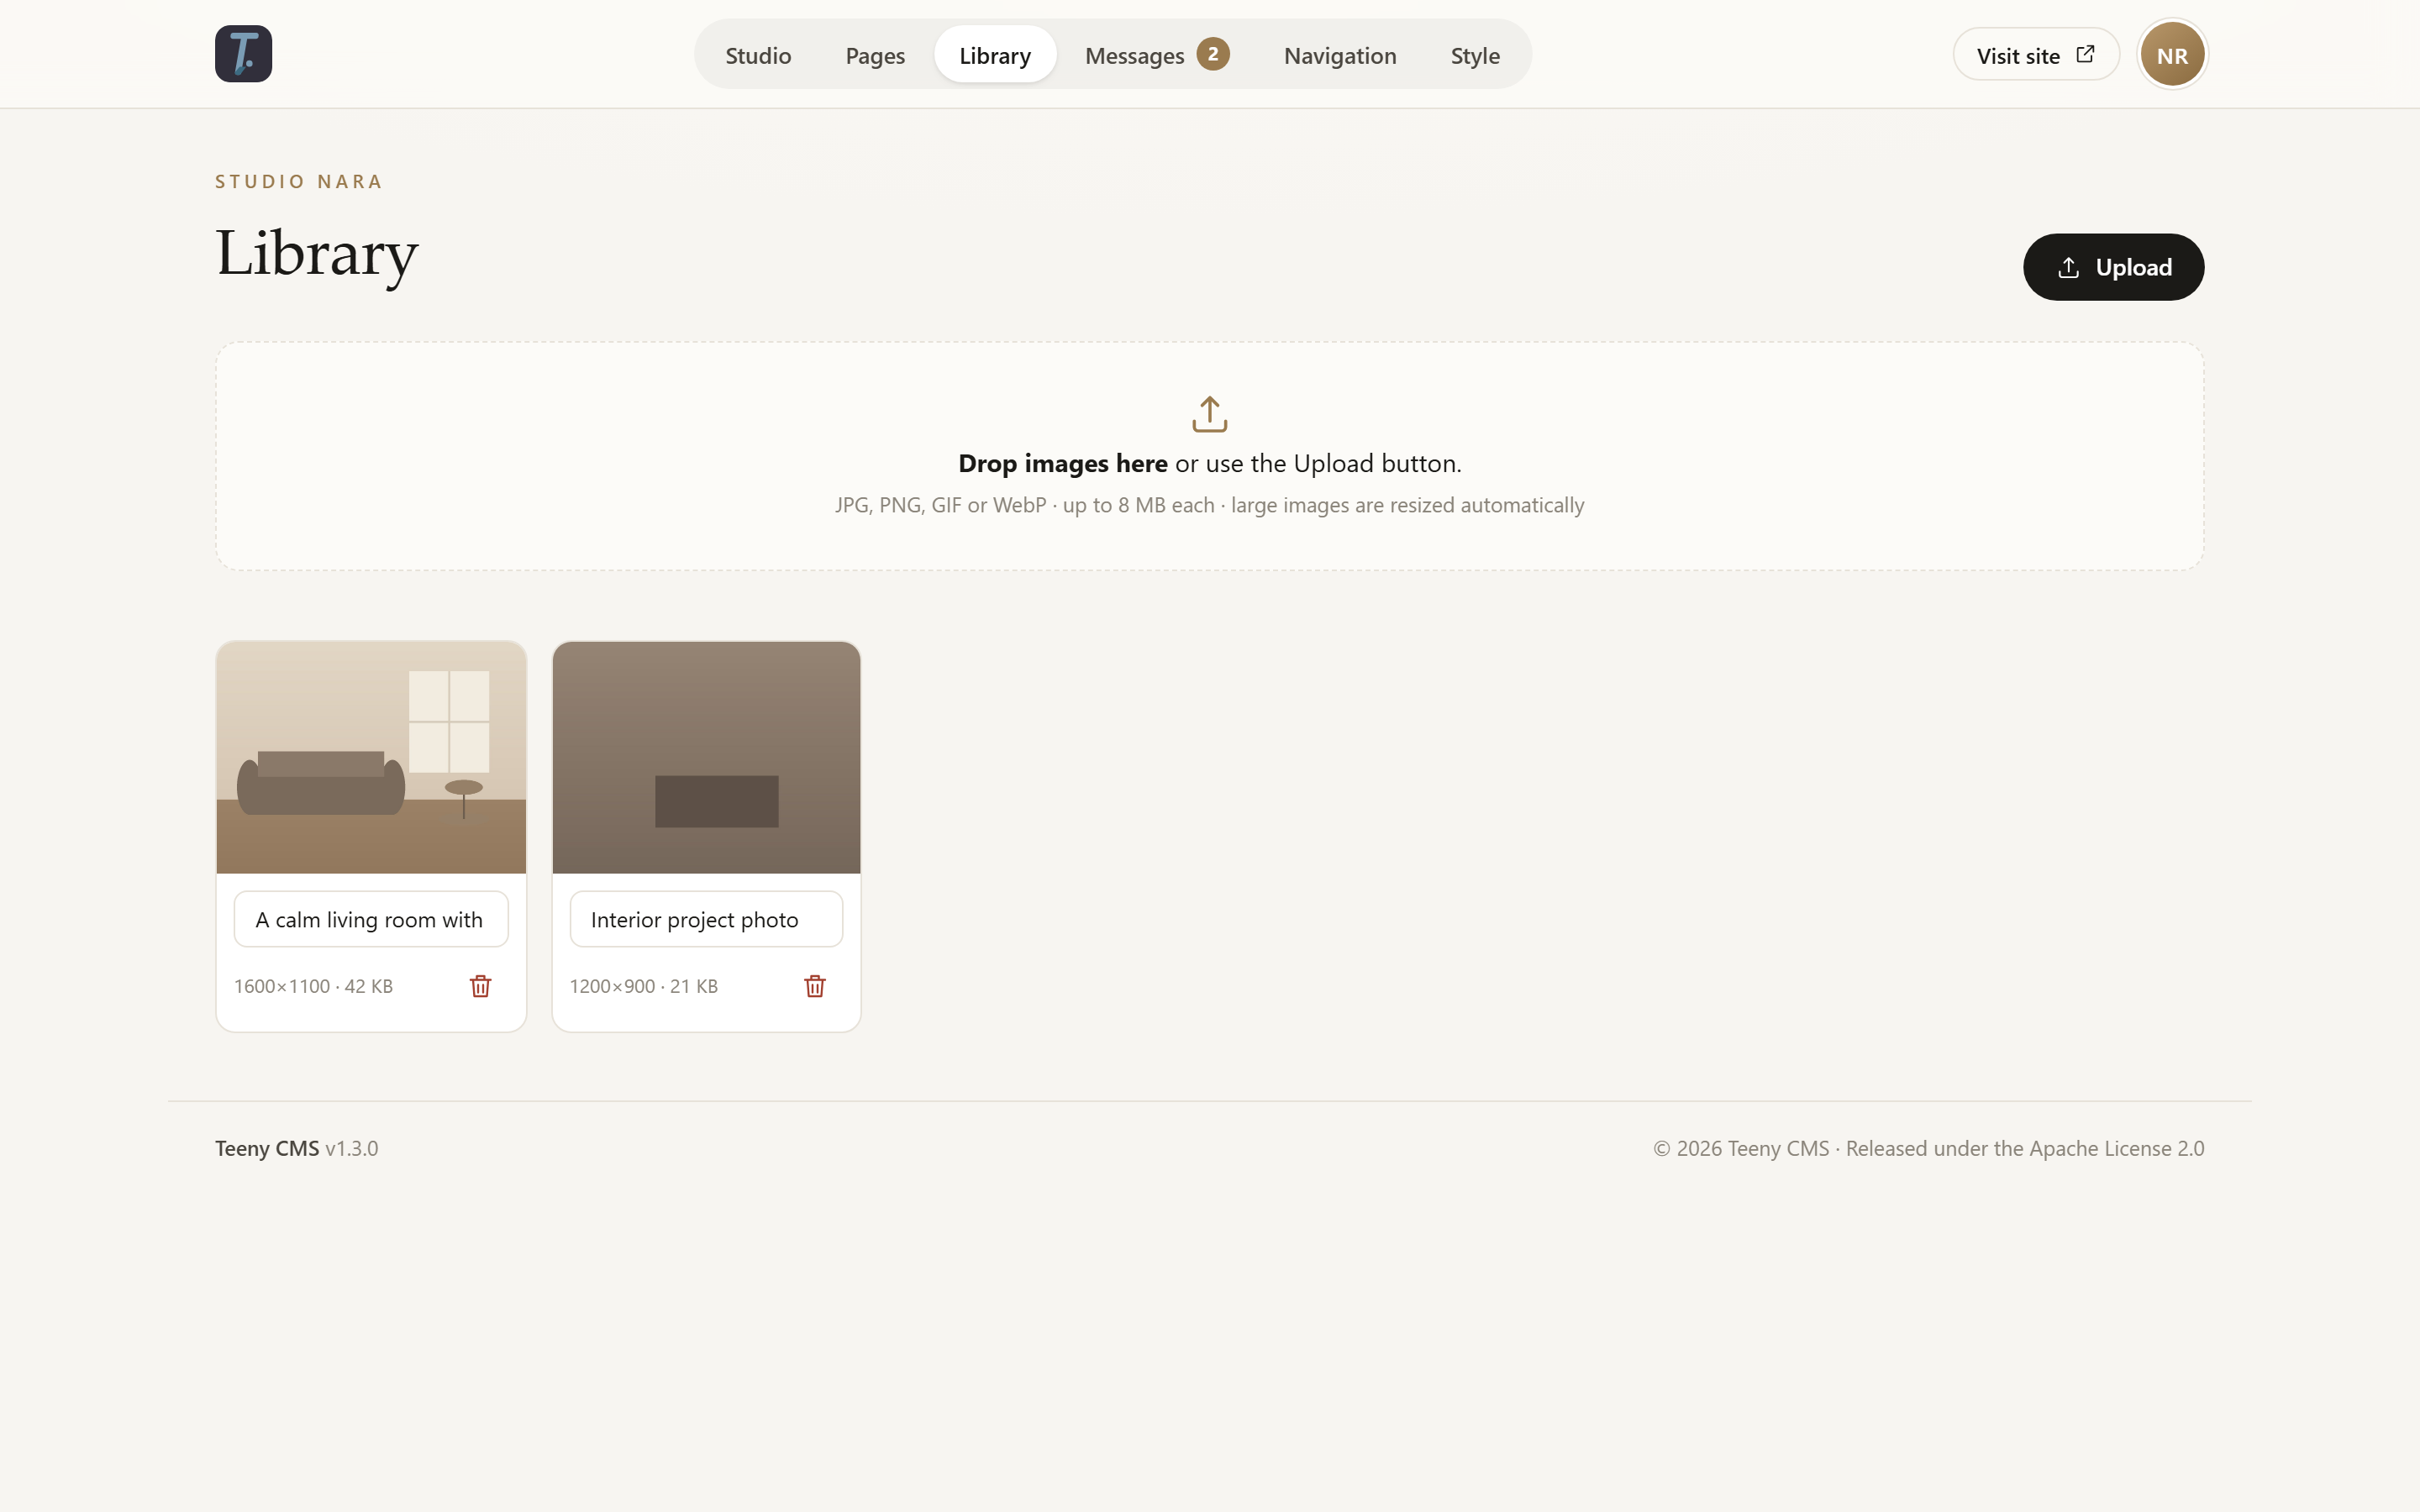 T.
Studio
Pages
Library
Messages 2
Navigation
Style
Visit site
NR
STUDIO NARA
Library
Upload
Drop images here or use the Upload button.
JPG, PNG, GIF or WebP · up to 8 MB each · large images are resized automatically
A calm living room with
1600×1100 · 42 KB
Interior project photo
1200×900 · 21 KB
Teeny CMS v1.3.0
© 2026 Teeny CMS · Released under the Apache License 2.0